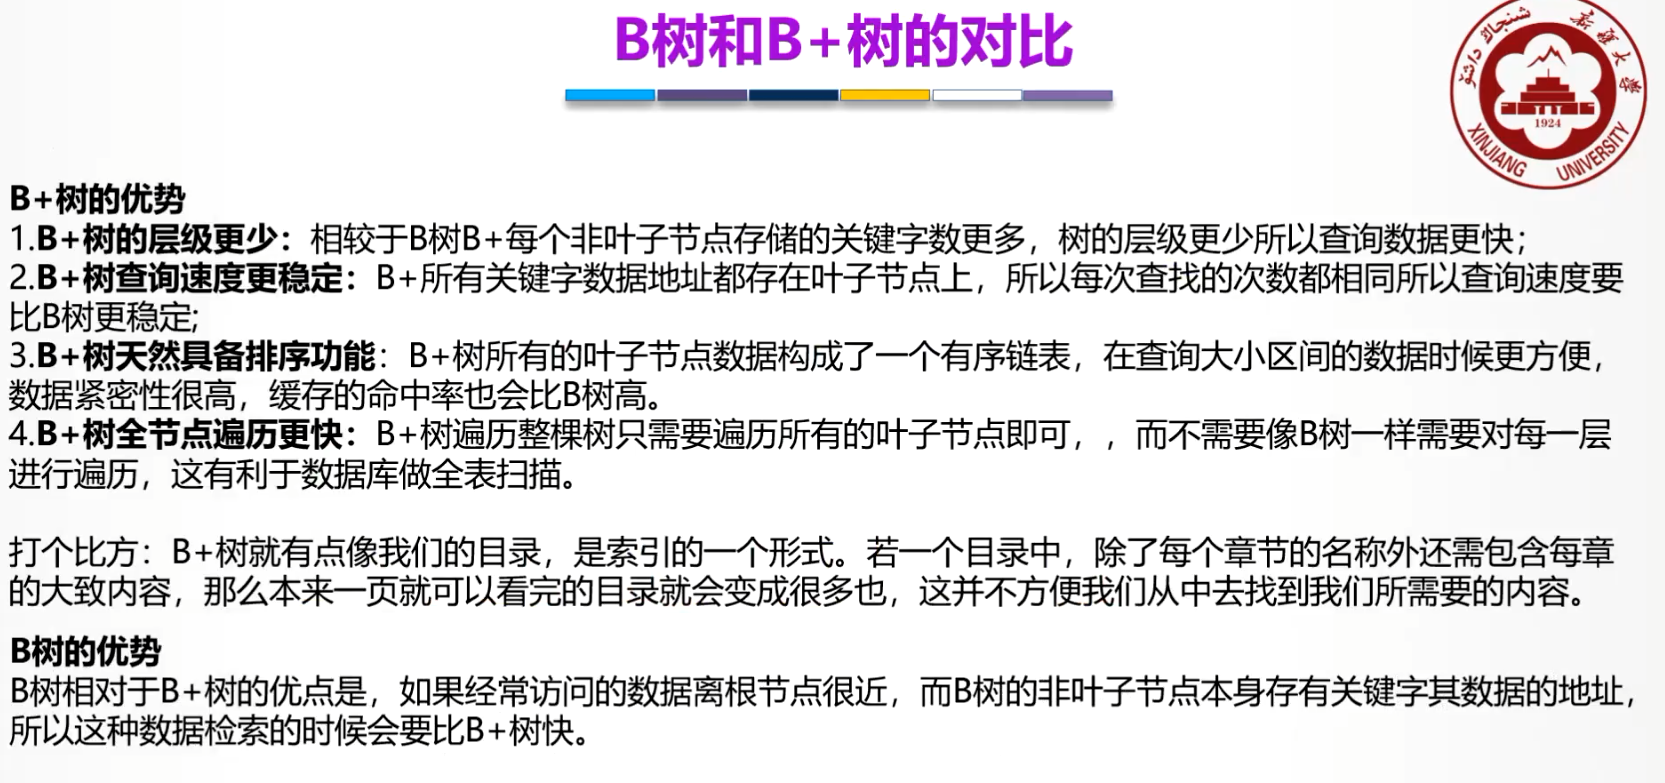 B树和B+树的对比
شىنجاڭ داشۆ
新疆大学
1924
XINJIANG UNIVERSITY
B+树的优势
1.B+树的层级更少：相较于B树B+每个非叶子节点存储的关键字数更多，树的层级更少所以查询数据更快；
2.B+树查询速度更稳定：B+所有关键字数据地址都存在叶子节点上，所以每次查找的次数都相同所以查询速度要
比B树更稳定;
3.B+树天然具备排序功能：B+树所有的叶子节点数据构成了一个有序链表，在查询大小区间的数据时候更方便，
数据紧密性很高，缓存的命中率也会比B树高。
4.B+树全节点遍历更快：B+树遍历整棵树只需要遍历所有的叶子节点即可，，而不需要像B树一样需要对每一层
进行遍历，这有利于数据库做全表扫描。
打个比方：B+树就有点像我们的目录，是索引的一个形式。若一个目录中，除了每个章节的名称外还需包含每章
的大致内容，那么本来一页就可以看完的目录就会变成很多也，这并不方便我们从中去找到我们所需要的内容。
B树的优势
B树相对于B+树的优点是，如果经常访问的数据离根节点很近，而B树的非叶子节点本身存有关键字其数据的地址，
所以这种数据检索的时候会要比B+树快。